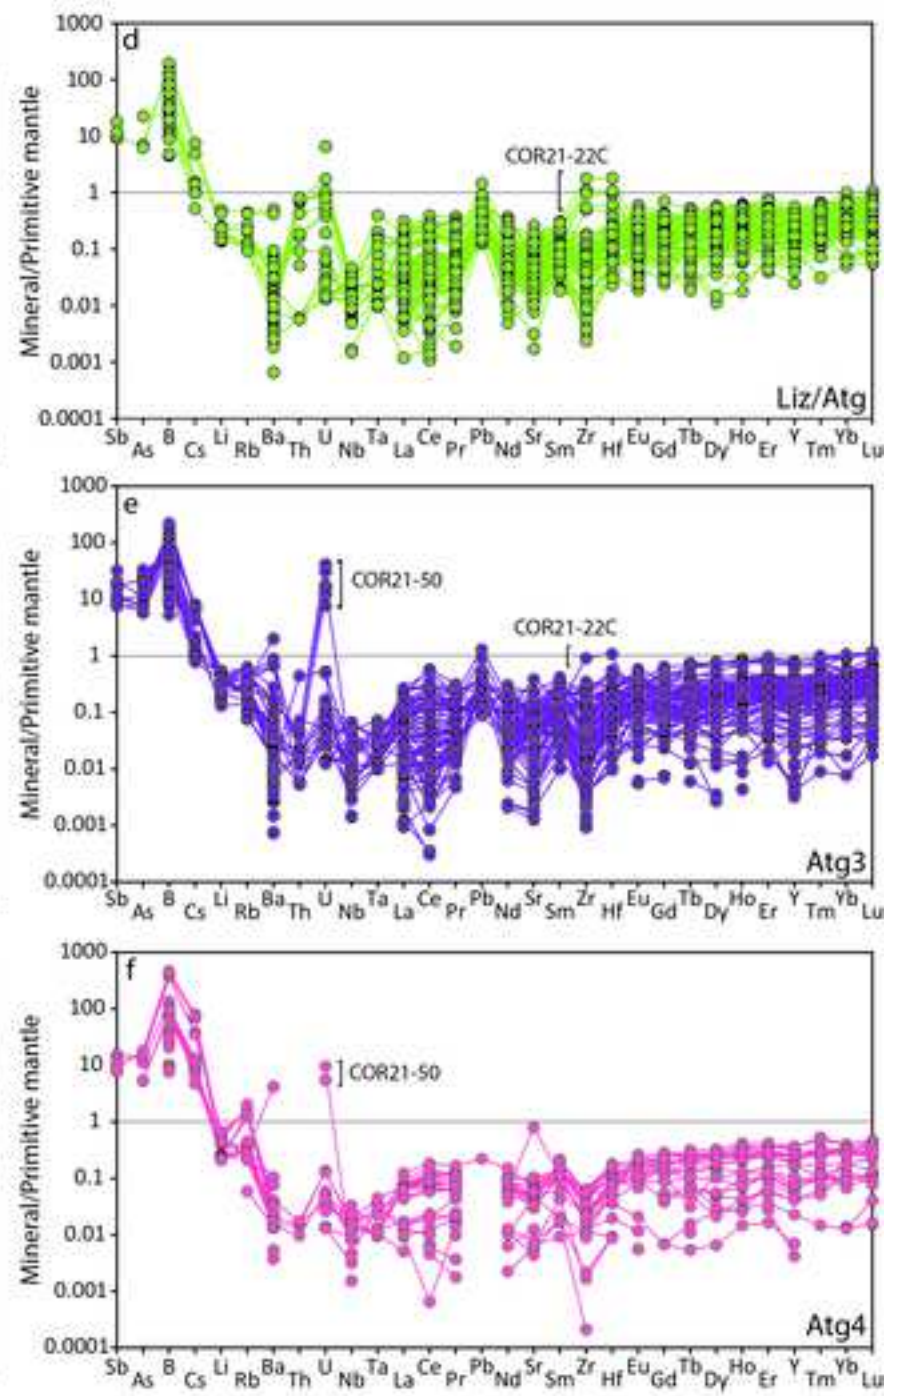 d
Mineral/Primitive mantle
1000
100
10
1
0.1
0.01
0.001
0.0001
COR21-22C
Liz/Atg
Sb As B Cs Li Rb Ba Th U Nb Ta La Ce Pr Pb Nd Sr Sm Zr Hf Eu Gd Tb Dy Ho Er Y Tm Yb Lu
e
Mineral/Primitive mantle
1000
100
10
1
0.1
0.01
0.001
0.0001
COR21-50
COR21-22C
Atg3
Sb As B Cs Li Rb Ba Th U Nb Ta La Ce Pr Pb Nd Sr Sm Zr Hf Eu Gd Tb Dy Ho Er Y Tm Yb Lu
f
Mineral/Primitive mantle
1000
100
10
1
0.1
0.01
0.001
0.0001
COR21-50
Atg4
Sb As B Cs Li Rb Ba Th U Nb Ta La Ce Pr Pb Nd Sr Sm Zr Hf Eu Gd Tb Dy Ho Er Y Tm Yb Lu